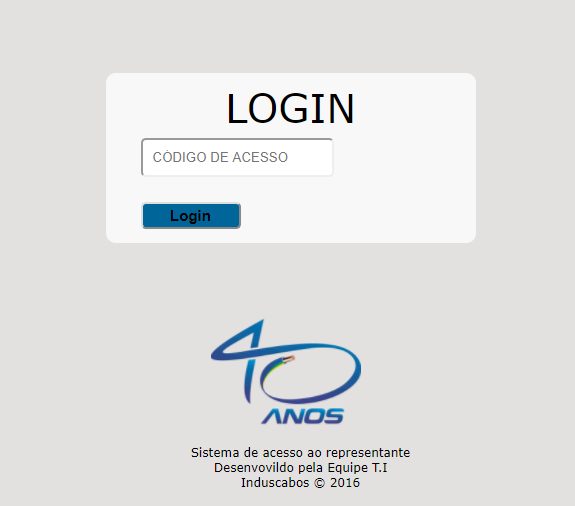 LOGIN
CÓDIGO DE ACESSO
Login
40
ANOS
Sistema de acesso ao representante
Desenvovildo pela Equipe T.I
Induscabos © 2016